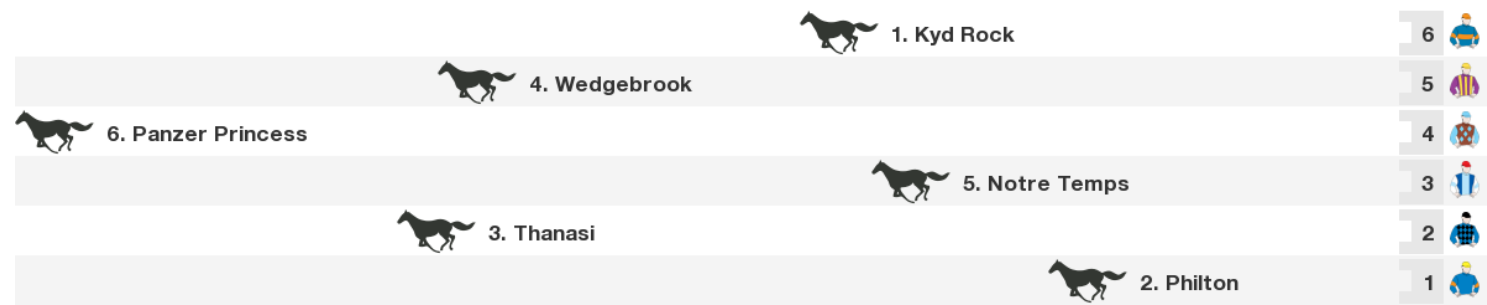 1. Kyd Rock 6
4. Wedgebrook 5
6. Panzer Princess 4
5. Notre Temps 3
3. Thanasi 2
2. Philton 1